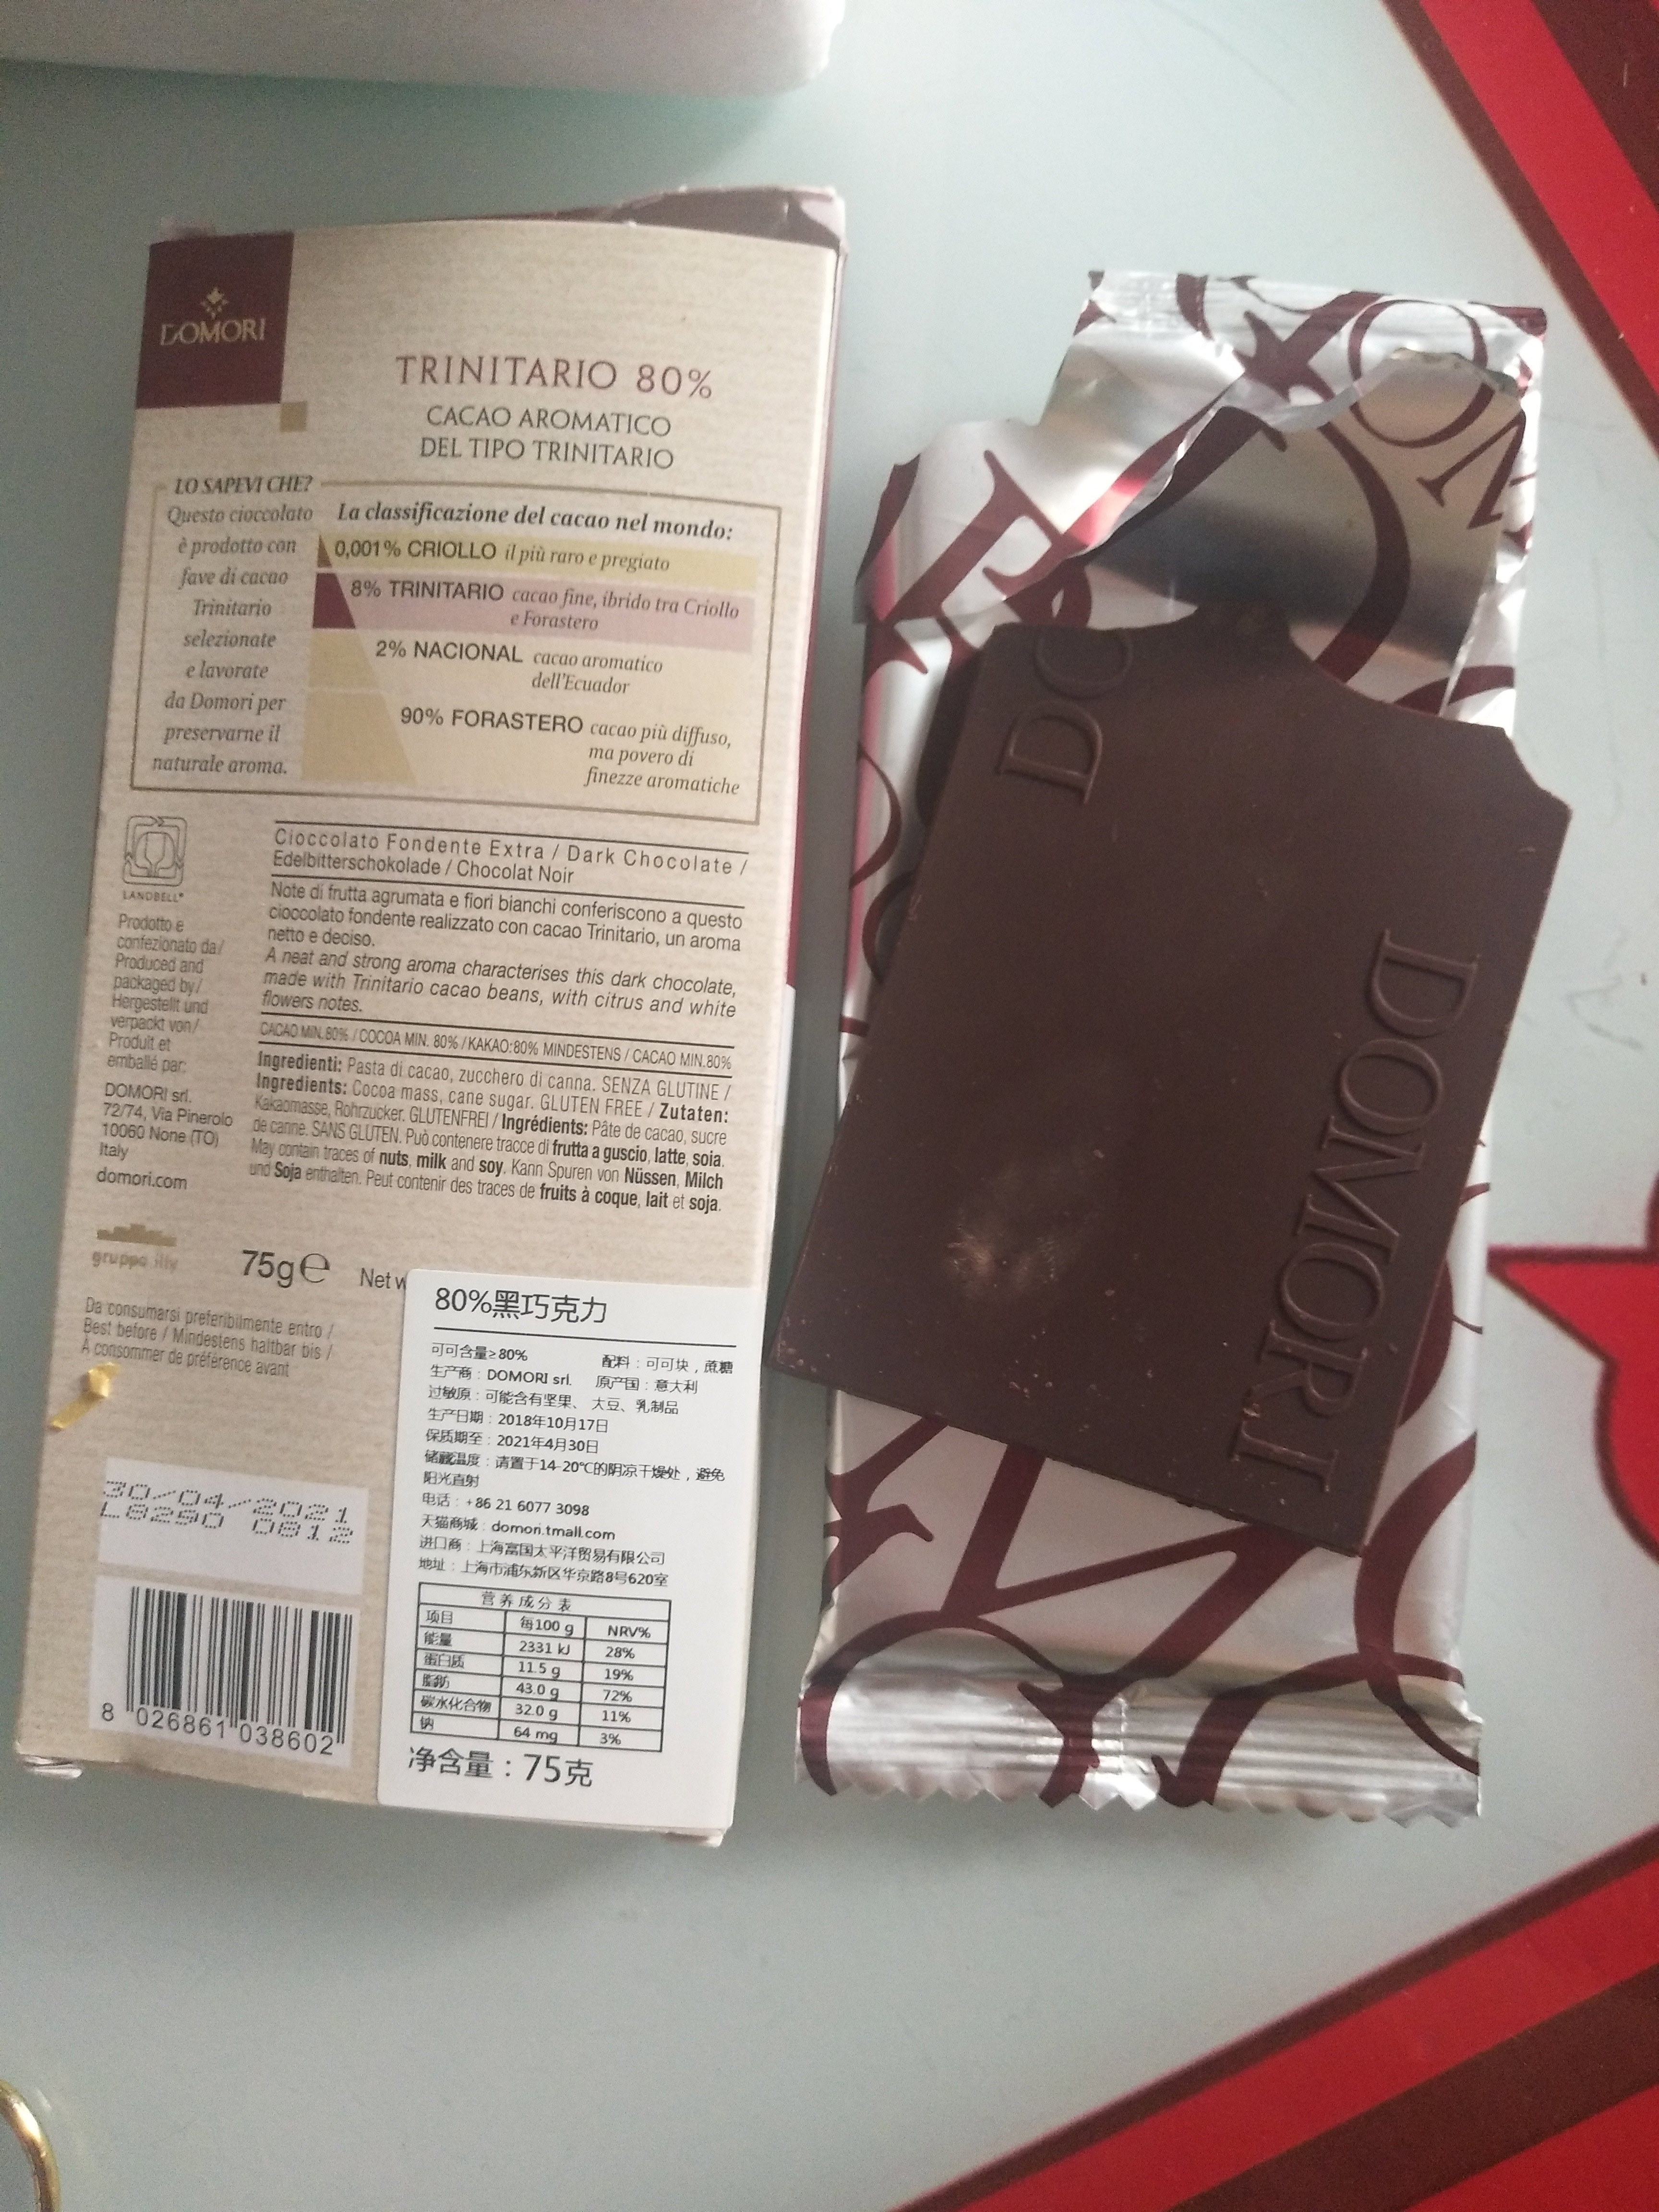 DOMORI
TRINITARIO 80%
CACAO AROMATICO
DEL TIPO TRINITARIO
LO SAPEVI CHE?
Questo cioccolato
è prodotto con
fave di cacao
Trinitario
selezionate
e lavorate
da Domori per
preservarne il
naturale aroma.
La classificazione del cacao nel mondo:
0,001% CRIOLLO il più raro e pregiato
8% TRINITARIO cacao fine, ibrido tra Criollo
e Forastero
2% NACIONAL cacao aromatico
dell'Ecuador
90% FORASTERO cacao più diffuso,
ma povero di
finezze aromatiche
LANDBELL
Prodotto e
confezionato da/
Produced and
packaged by/
Hergestellt und
verpackt von/
Produit et
emballé par:
DOMORI srl.
72/74, Via Pinerolo
10060 None (TO)
Italy
domori.com
gruppo illy
Cioccolato Fondente Extra / Dark Chocolate /
Edelbitterschokolade / Chocolat Noir
Note di frutta agrumata e fiori bianchi conferiscono a questo
cioccolato fondente realizzato con cacao Trinitario, un aroma
netto e deciso.
A neat and strong aroma characterises this dark chocolate,
made with Trinitario cacao beans, with citrus and white
flowers notes.
CACAO MIN.80% / COCOA MIN. 80% / KAKAO:80% MINDESTENS / CACAO MIN.80%
Ingredienti: Pasta di cacao, zucchero di canna. SENZA GLUTINE /
Ingredients: Cocoa mass, cane sugar. GLUTEN FREE / Zutaten:
Kakaomasse, Rohrzucker. GLUTENFREI / Ingrédients: Pâte de cacao, sucre
de canne. SANS GLUTEN. Può contenere tracce di frutta a guscio, latte, soia.
May contain traces of nuts, milk and soy. Kann Spuren von Nüssen, Milch
und Soja enthalten. Peut contenir des traces de fruits à coque, lait et soja.
75g℮ Net w
Da consumarsi preferibilmente entro /
Best before / Mindestens haltbar bis /
À consommer de préférence avant
30/04/2021
L8290 0812
8 026861 038602
80%黑巧克力
可可含量≥80% 配料：可可块，蔗糖
生产商：DOMORI srl. 原产国：意大利
过敏原：可能含有坚果、大豆、乳制品
生产日期：2018年10月17日
保质期至：2021年4月30日
储藏温度：请置于14-20℃的阴凉干燥处，避免
阳光直射
电话：+86 21 6077 3098
天猫商城：domori.tmall.com
进口商：上海富国太平洋贸易有限公司
地址：上海市浦东新区华京路8号620室
营养成分表
项目 每100 g NRV%
能量 2331 kJ 28%
蛋白质 11.5 g 19%
脂肪 43.0 g 72%
碳水化合物 32.0 g 11%
钠 64 mg 3%
净含量：75克
DO
DOMORI